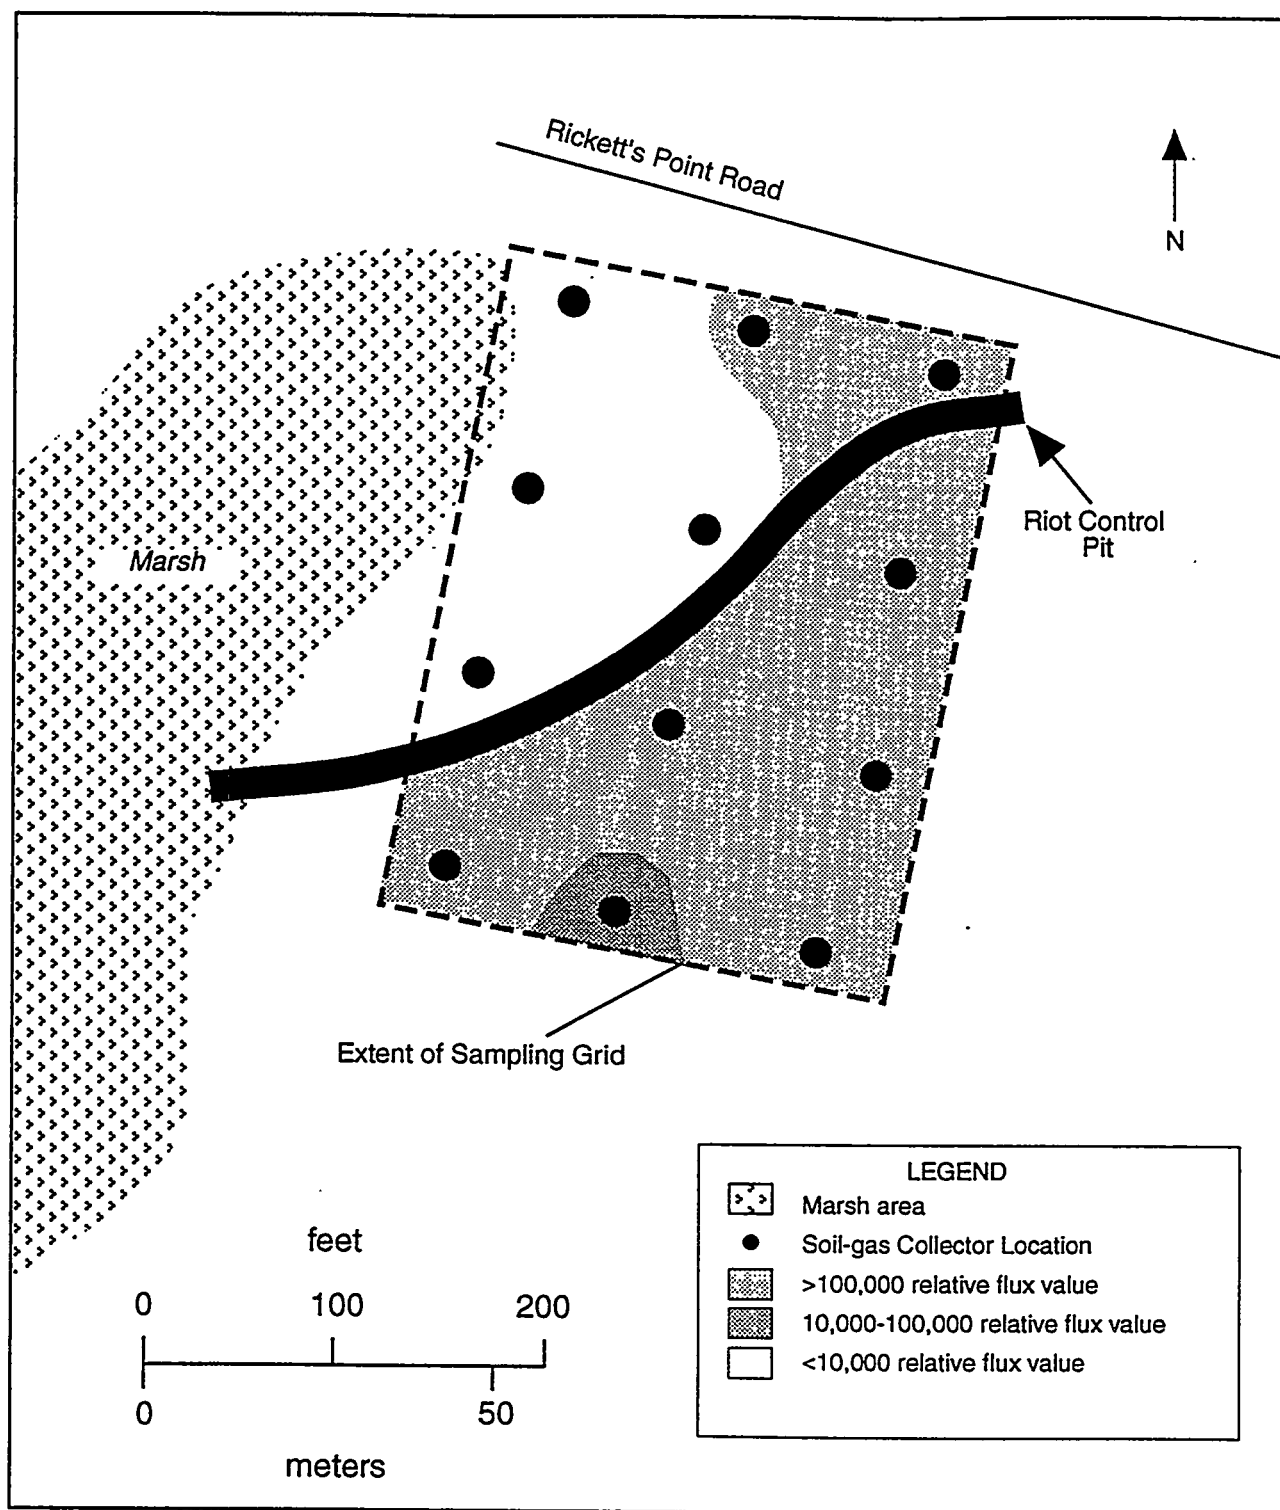 Rickett's Point Road
N
Riot Control
Pit
Marsh
Extent of Sampling Grid
LEGEND
Marsh area
Soil-gas Collector Location
>100,000 relative flux value
10,000-100,000 relative flux value
<10,000 relative flux value
feet
0 100 200
0 50
meters